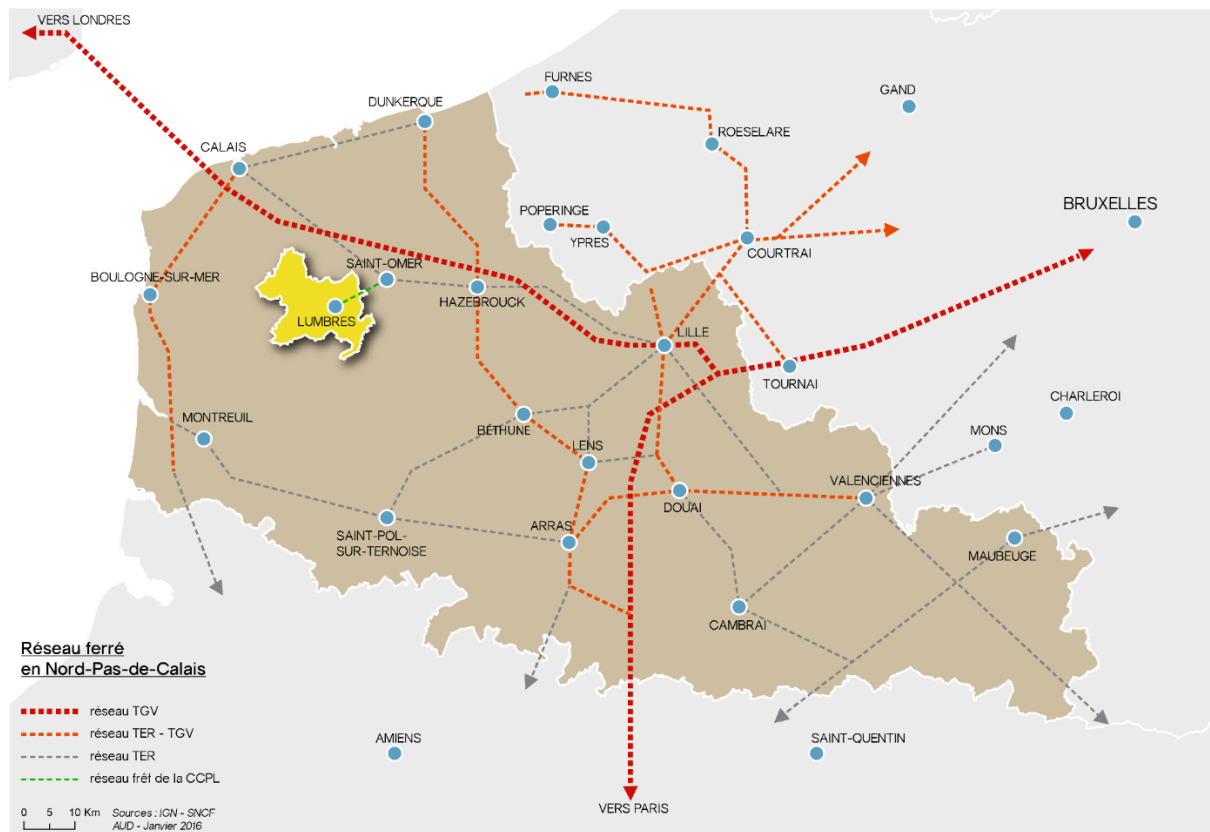 VERS LONDRES
FURNES
GAND
DUNKERQUE
ROESELARE
CALAIS
POPERINGE
YPRES
BRUXELLES
COURTRAI
SAINT-OMER
BOULOGNE-SUR-MER
HAZEBROUCK
LUMBRES
LILLE
TOURNAI
CHARLEROI
MONTREUIL
BÉTHUNE
LENS
MONS
VALENCIENNES
DOUAI
ARRAS
SAINT-POL-
SUR-TERNOISE
MAUBEUGE
CAMBRAI
Réseau ferré
en Nord-Pas-de-Calais
réseau TGV
réseau TER - TGV
réseau TER
réseau frêt de la CCPL
AMIENS
SAINT-QUENTIN
VERS PARIS
0 5 10 Km Sources : IGN - SNCF
AUD - Janvier 2016